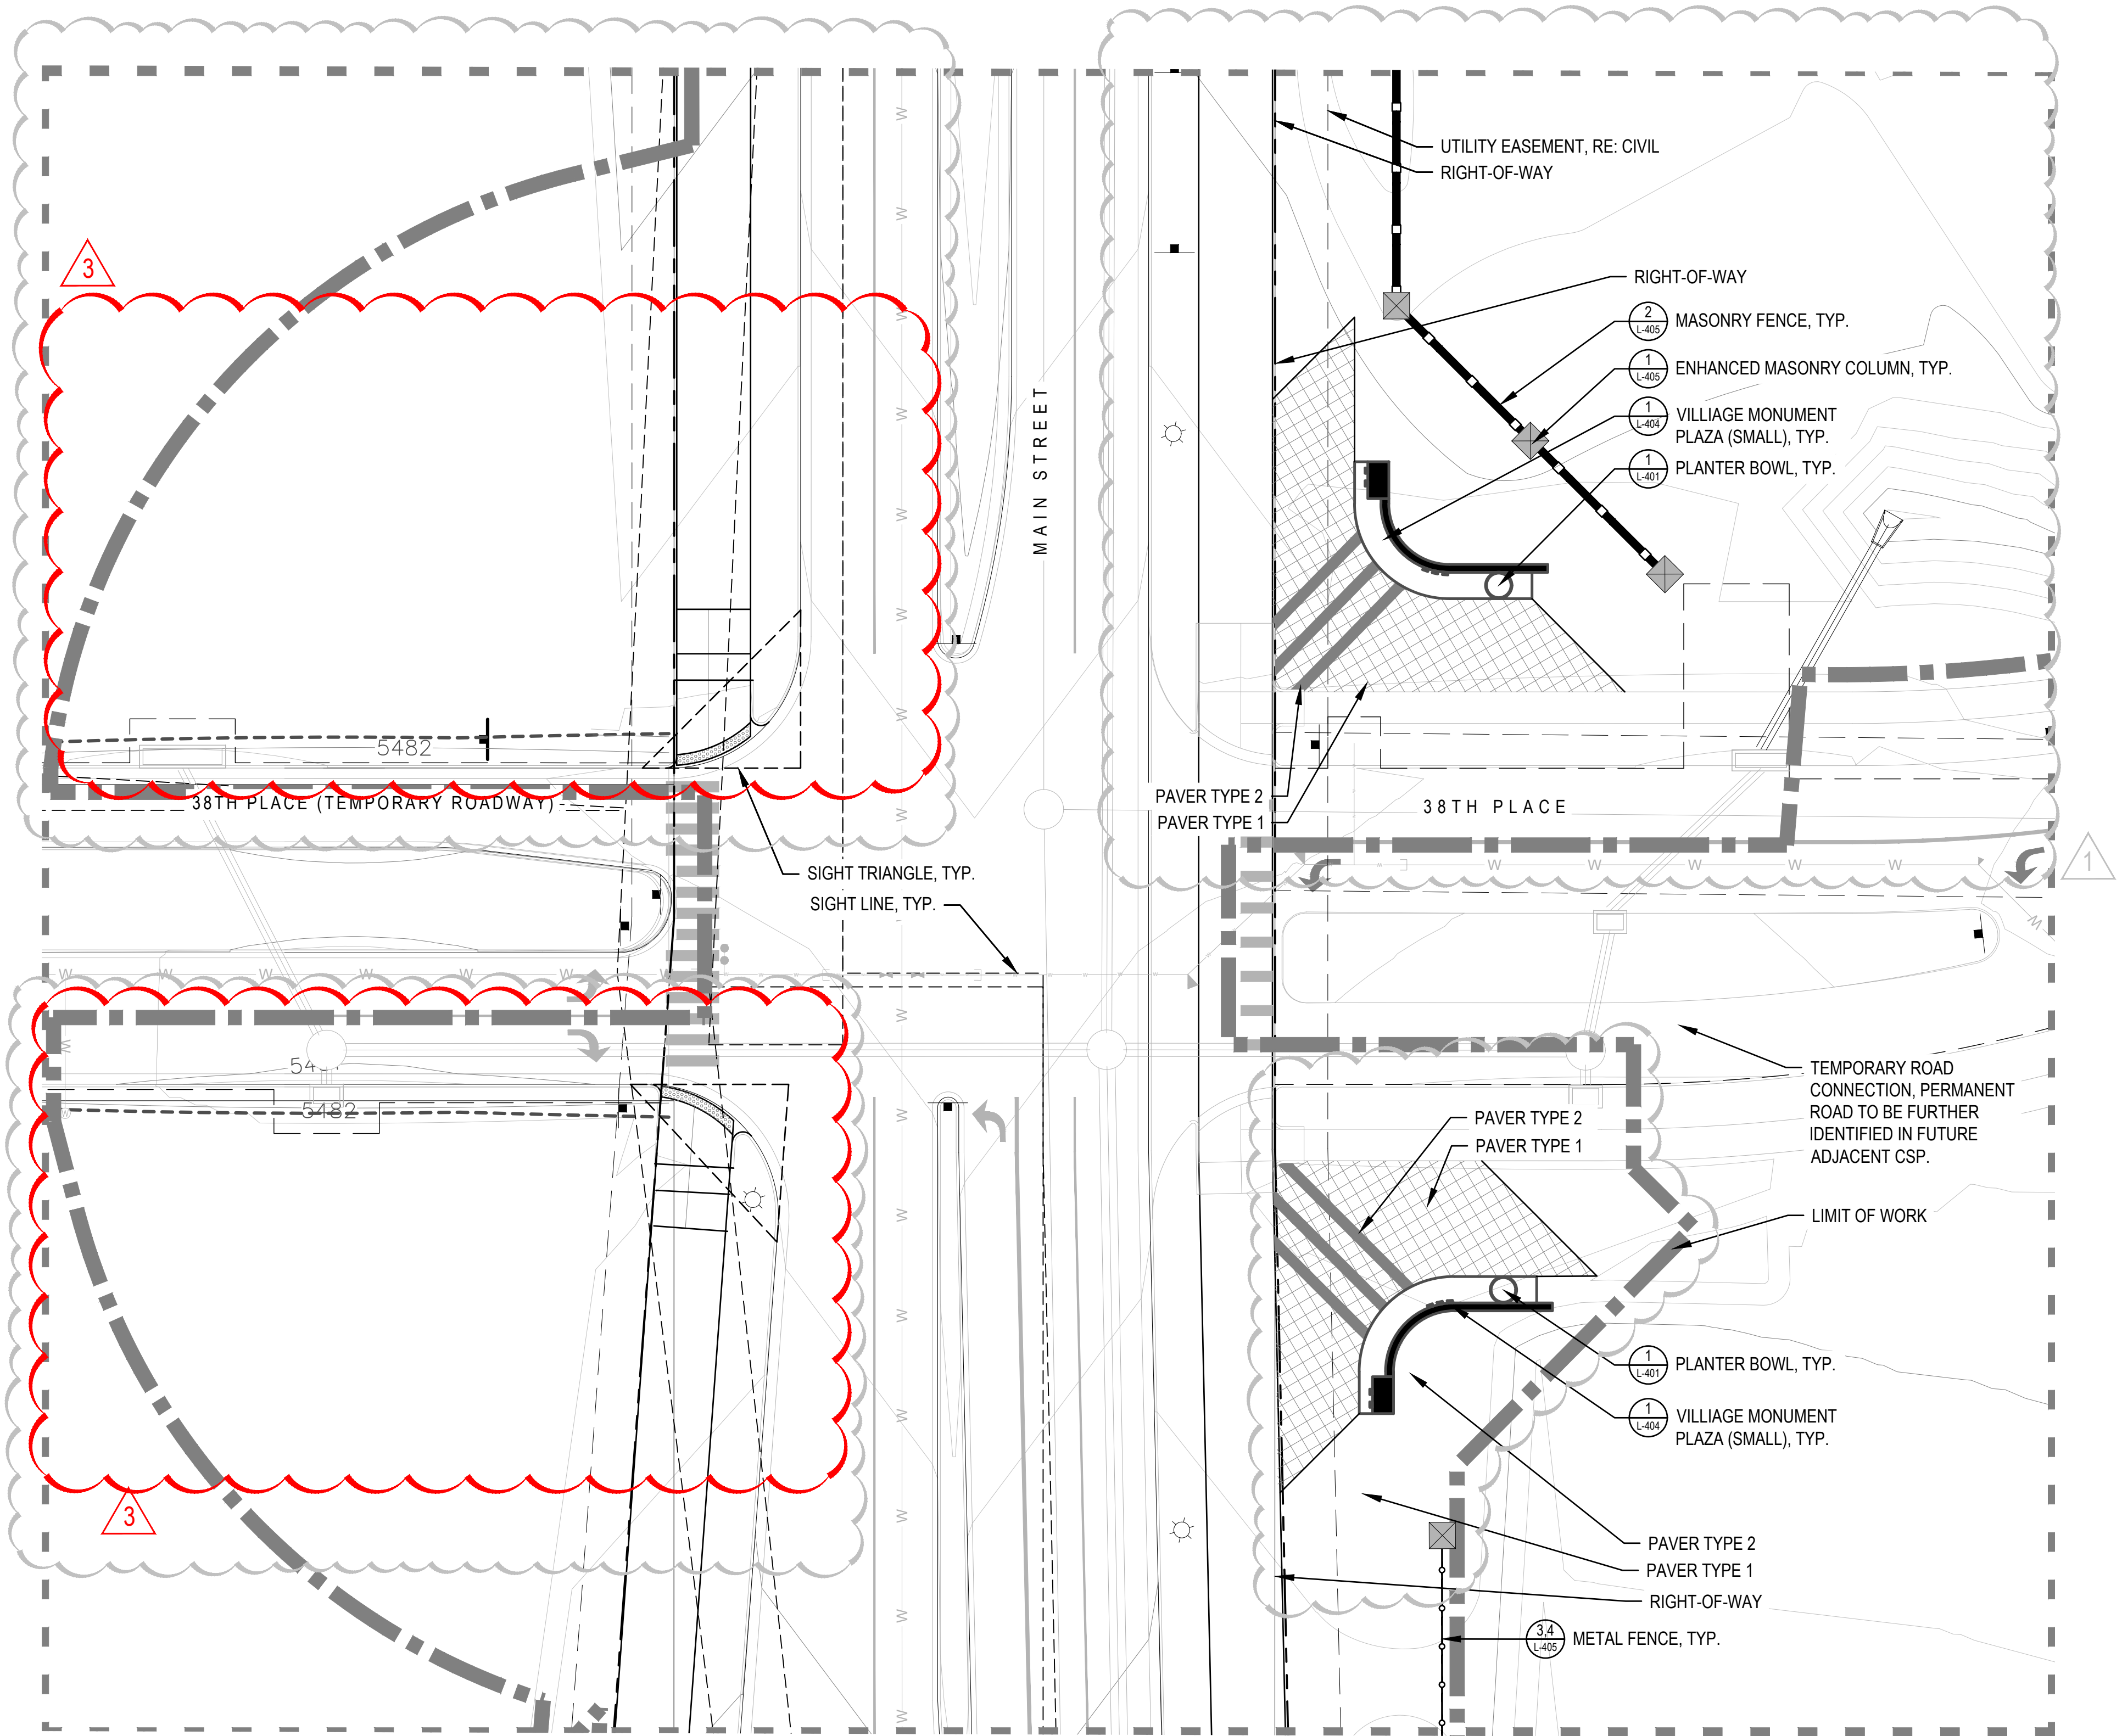 UTILITY EASEMENT, RE: CIVIL
RIGHT-OF-WAY
3
RIGHT-OF-WAY
2
L-405
MASONRY FENCE, TYP.
1
L-405
ENHANCED MASONRY COLUMN, TYP.
1
L-404
VILLIAGE MONUMENT
PLAZA (SMALL), TYP.
1
L-401
PLANTER BOWL, TYP.
MAIN STREET
5482
38TH PLACE (TEMPORARY ROADWAY)
PAVER TYPE 2
PAVER TYPE 1
38TH PLACE
1
SIGHT TRIANGLE, TYP.
SIGHT LINE, TYP.
5482
TEMPORARY ROAD
CONNECTION, PERMANENT
ROAD TO BE FURTHER
IDENTIFIED IN FUTURE
ADJACENT CSP.
PAVER TYPE 2
PAVER TYPE 1
LIMIT OF WORK
1
L-401
PLANTER BOWL, TYP.
1
L-404
VILLIAGE MONUMENT
PLAZA (SMALL), TYP.
3
PAVER TYPE 2
PAVER TYPE 1
RIGHT-OF-WAY
3,4
L-405
METAL FENCE, TYP.